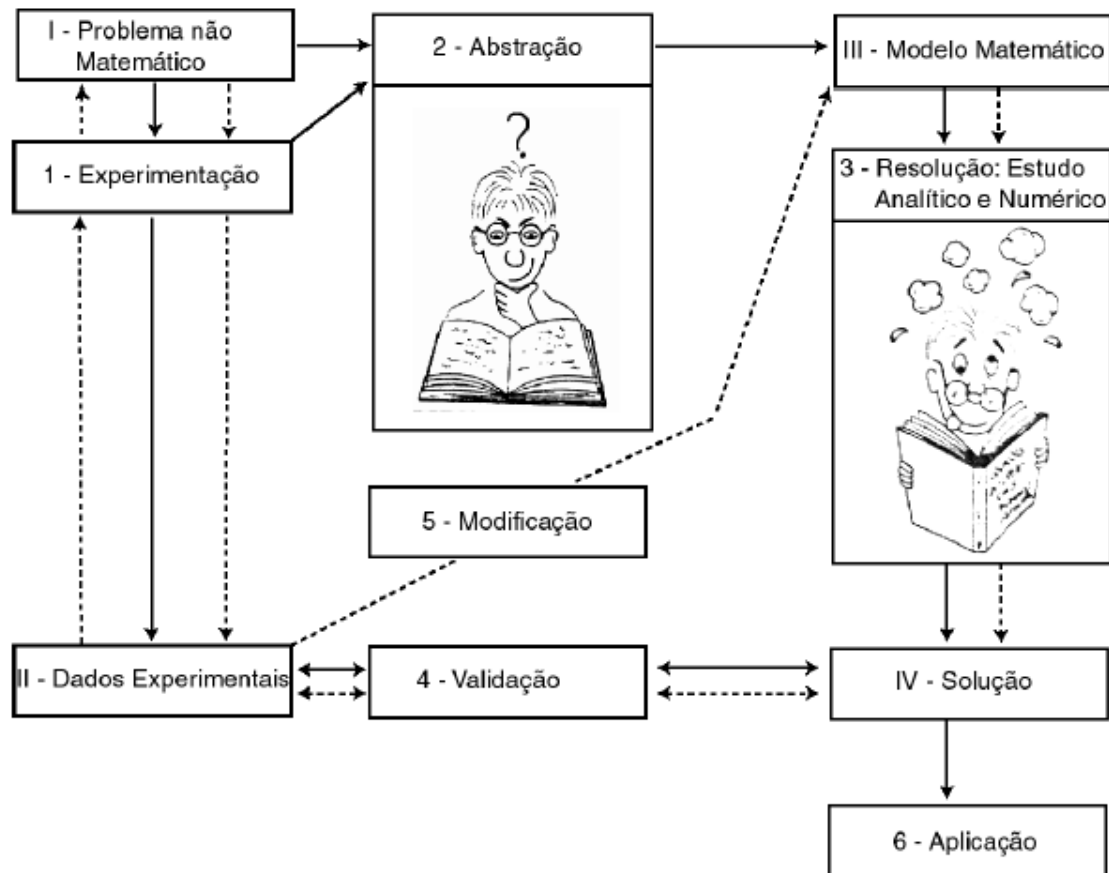 I - Problema não
Matemático
2 - Abstração
III - Modelo Matemático
1 - Experimentação
3 - Resolução: Estudo
Analítico e Numérico
?
5 - Modificação
II - Dados Experimentais
4 - Validação
IV - Solução
6 - Aplicação